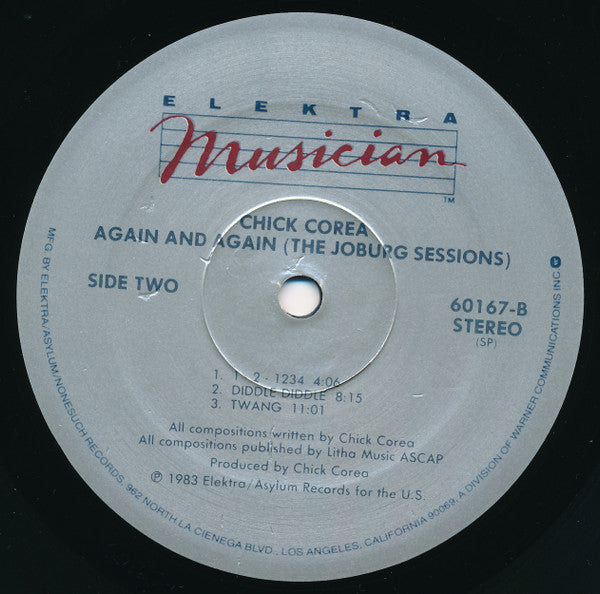 ELEKTRA
Musician
TM
CHICK COREA
AGAIN AND AGAIN (THE JOBURG SESSIONS)
SIDE TWO
60167-B
STEREO
(SP)
1. 1 2 - 1234 4:06
2. DIDDLE DIDDLE 8:15
3. TWANG 11:01
All compositions written by Chick Corea
All compositions published by Litha Music ASCAP
Produced by Chick Corea
℗ 1983 Elektra/Asylum Records for the U.S.
MFG. BY ELEKTRA/ASYLUM/NONESUCH RECORDS, 962 NORTH LA CIENEGA BLVD., LOS ANGELES, CALIFORNIA 90069, A DIVISION OF WARNER COMMUNICATIONS INC.